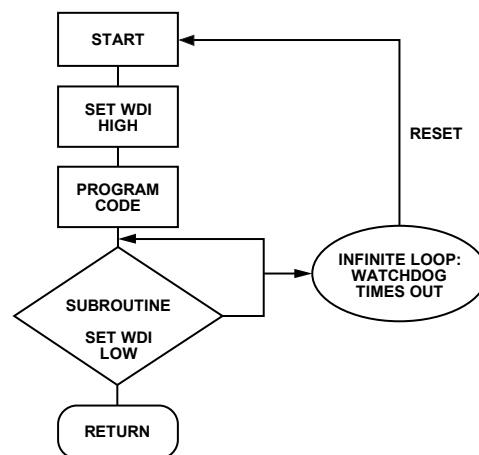 START
SET WDI
HIGH
RESET
PROGRAM
CODE
INFINITE LOOP:
WATCHDOG
TIMES OUT
SUBROUTINE
SET WDI
LOW
RETURN